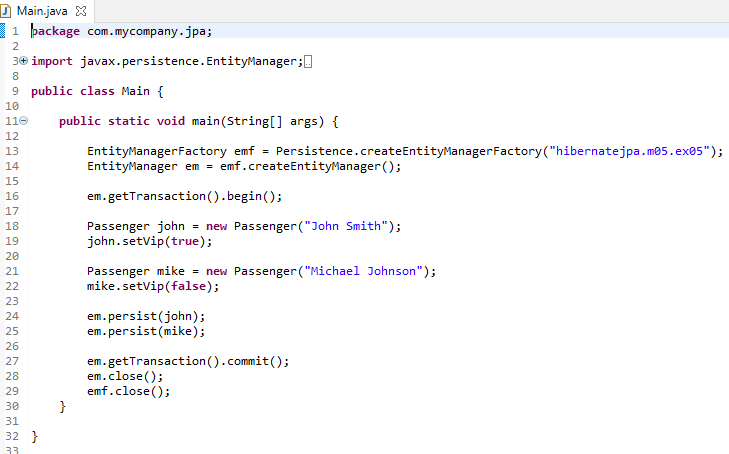 Main.java
1 package com.mycompany.jpa;
2
3 import javax.persistence.EntityManager;
8
9 public class Main {
10
11 public static void main(String[] args) {
12
13 EntityManagerFactory emf = Persistence.createEntityManagerFactory("hibernatejpa.m05.ex05");
14 EntityManager em = emf.createEntityManager();
15
16 em.getTransaction().begin();
17
18 Passenger john = new Passenger("John Smith");
19 john.setVip(true);
20
21 Passenger mike = new Passenger("Michael Johnson");
22 mike.setVip(false);
23
24 em.persist(john);
25 em.persist(mike);
26
27 em.getTransaction().commit();
28 em.close();
29 emf.close();
30 }
31
32 }
33